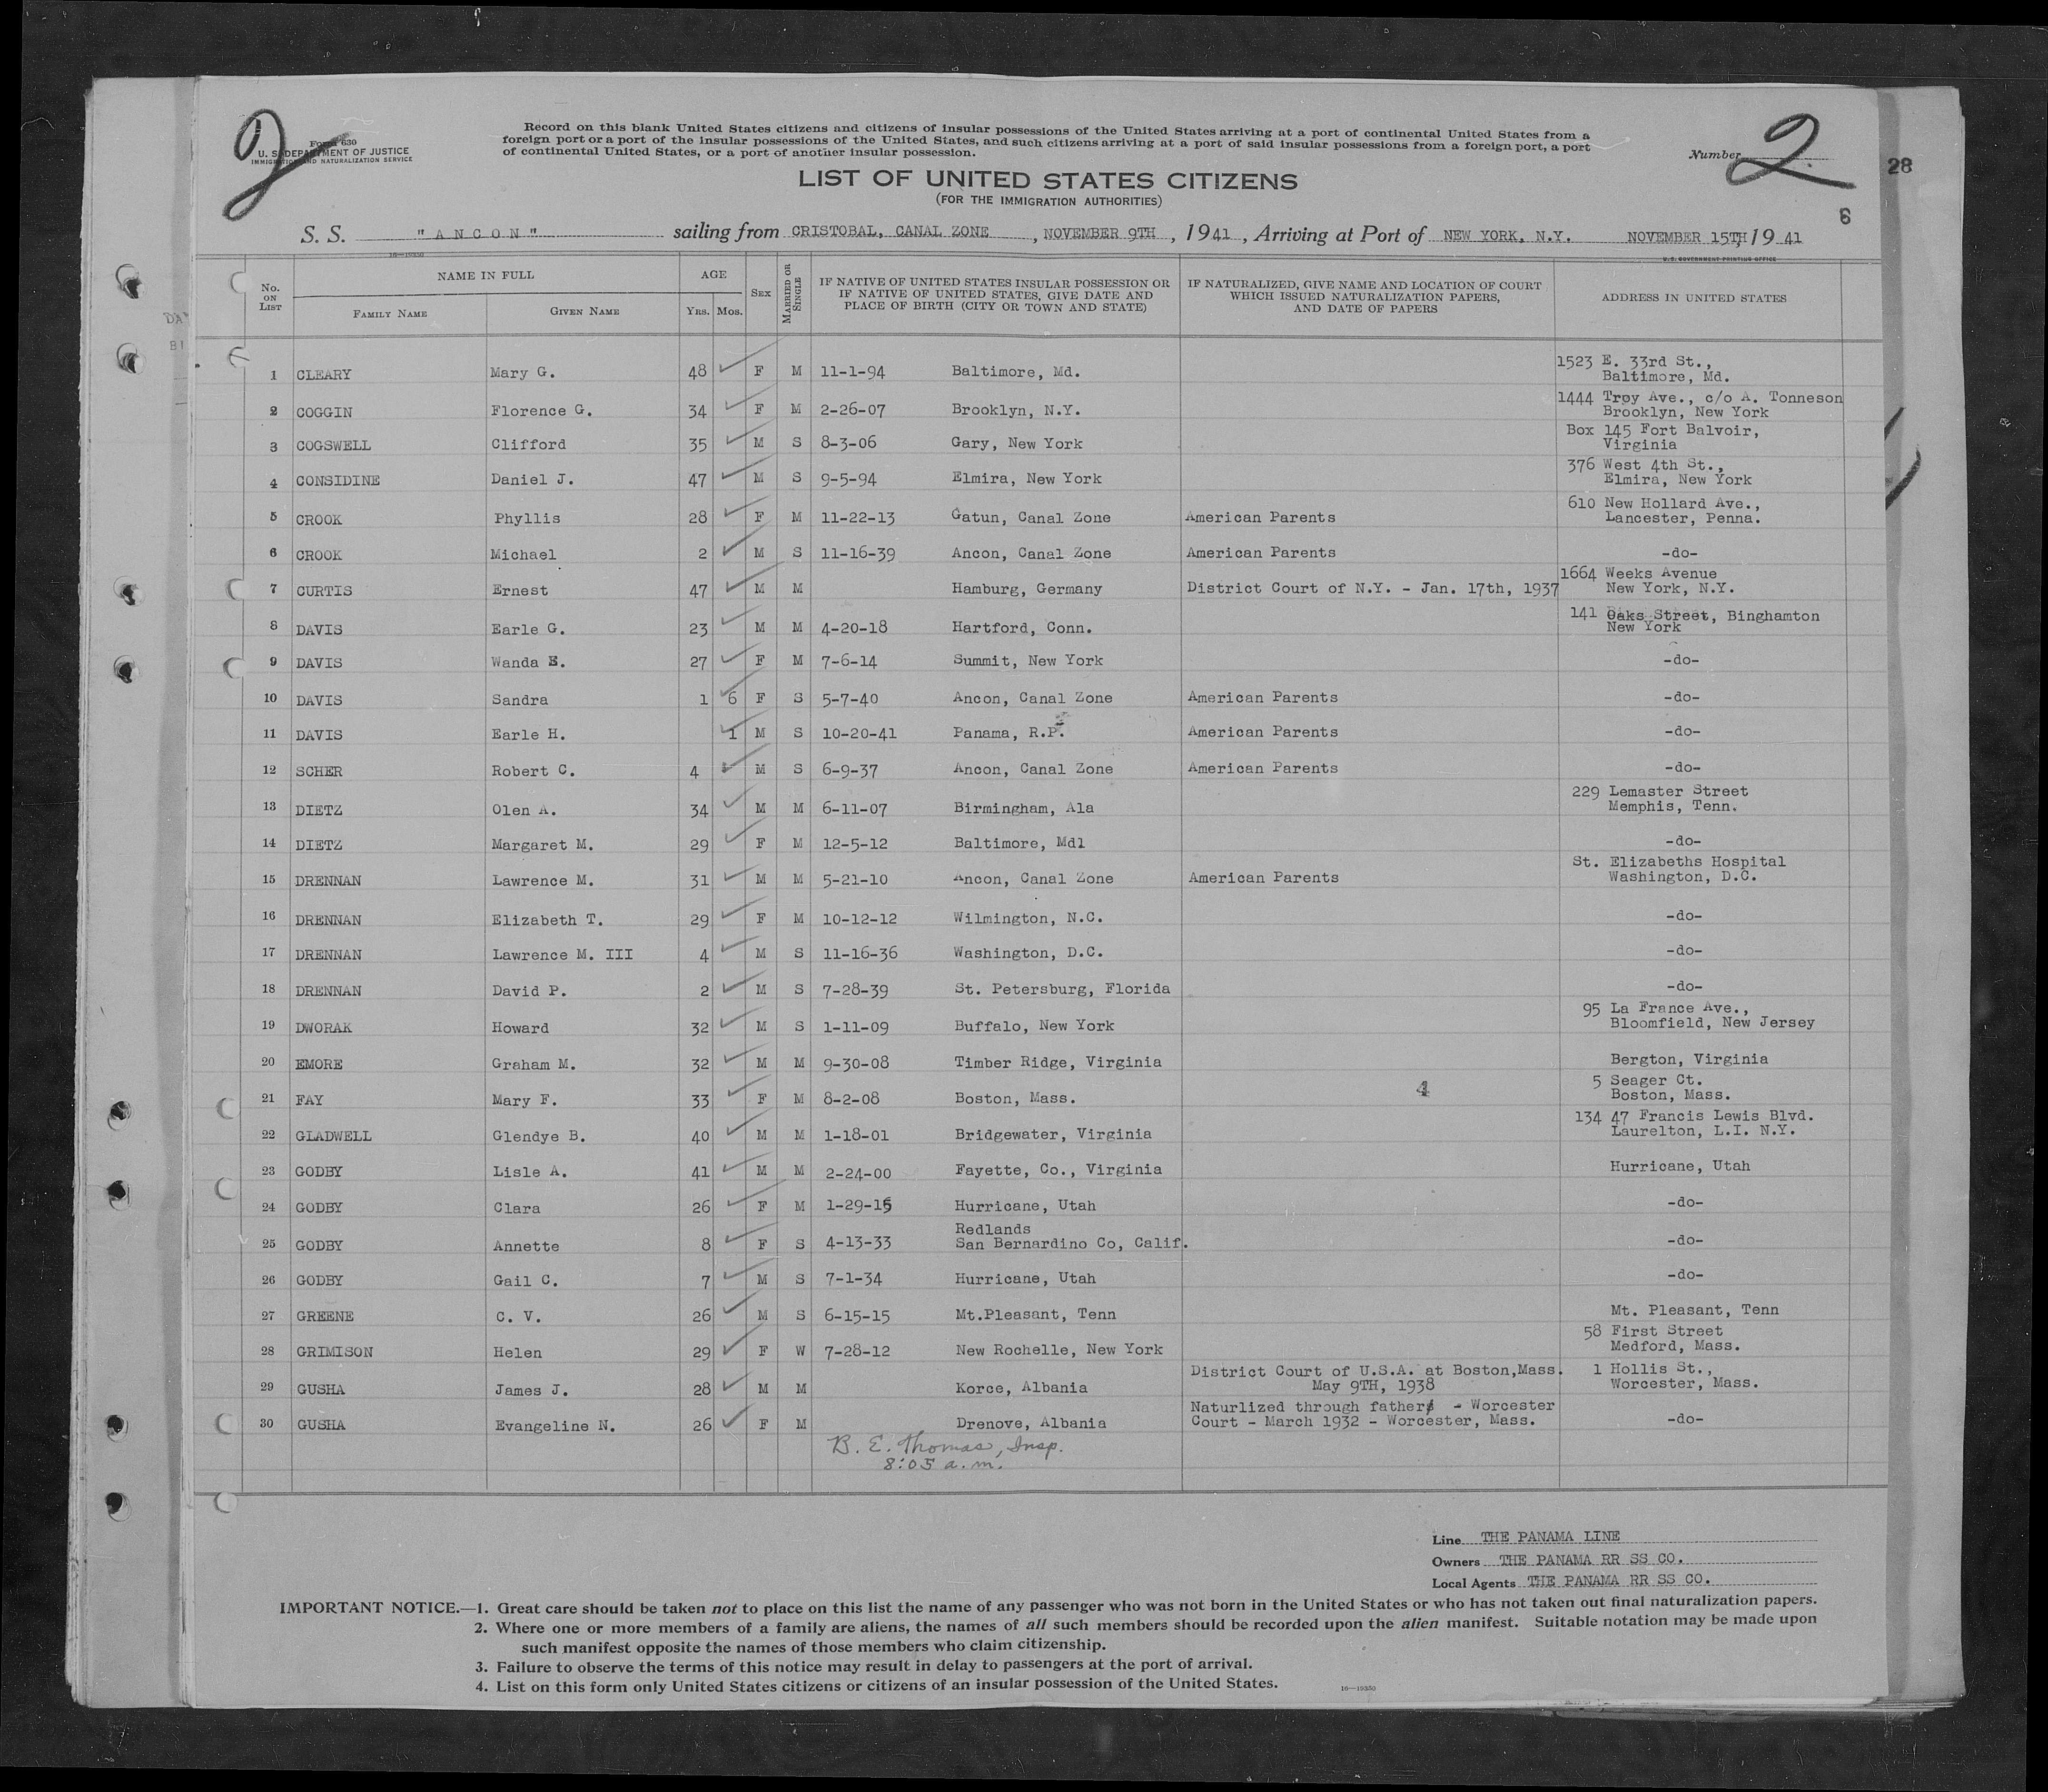 2
Form 630
U. S. DEPARTMENT OF JUSTICE
IMMIGRATION AND NATURALIZATION SERVICE
Record on this blank United States citizens and citizens of insular possessions of the United States arriving at a port of continental United States from a
foreign port or a port of the insular possessions of the United States, and such citizens arriving at a port of said insular possessions from a foreign port, a port
of continental United States, or a port of another insular possession.
Number 2
28
LIST OF UNITED STATES CITIZENS
(FOR THE IMMIGRATION AUTHORITIES)
6
S. S. "ANCON" sailing from CRISTOBAL, CANAL ZONE, NOVEMBER 9TH, 1941, Arriving at Port of NEW YORK, N.Y. NOVEMBER 15TH, 1941
16—19350
U.S. GOVERNMENT PRINTING OFFICE
No. ON LIST NAME IN FULL FAMILY NAME GIVEN NAME AGE YRS. MOS. SEX MARRIED OR SINGLE
IF NATIVE OF UNITED STATES INSULAR POSSESSION OR
IF NATIVE OF UNITED STATES, GIVE DATE AND
PLACE OF BIRTH (CITY OR TOWN AND STATE)
IF NATURALIZED, GIVE NAME AND LOCATION OF COURT
WHICH ISSUED NATURALIZATION PAPERS,
AND DATE OF PAPERS
ADDRESS IN UNITED STATES
1 CLEARY Mary G. 48 F M 11-1-94 Baltimore, Md. 1523 E. 33rd St.,
Baltimore, Md.
2 COGGIN Florence G. 34 F M 2-26-07 Brooklyn, N.Y. 1444 Troy Ave., c/o A. Tonneson
Brooklyn, New York
3 COGSWELL Clifford 35 M S 8-3-06 Gary, New York Box 145 Fort Balvoir,
Virginia
4 CONSIDINE Daniel J. 47 M S 9-5-94 Elmira, New York 376 West 4th St.,
Elmira, New York
5 CROOK Phyllis 28 F M 11-22-13 Gatun, Canal Zone American Parents 610 New Hollard Ave.,
Lancester, Penna.
6 CROOK Michael 2 M S 11-16-39 Ancon, Canal Zone American Parents -do-
7 CURTIS Ernest 47 M M Hamburg, Germany District Court of N.Y. - Jan. 17th, 1937 1664 Weeks Avenue
New York, N.Y.
8 DAVIS Earle G. 23 M M 4-20-18 Hartford, Conn. 141 Oaks Street, Binghamton
New York
9 DAVIS Wanda E. 27 F M 7-6-14 Summit, New York -do-
10 DAVIS Sandra 1 6 F S 5-7-40 Ancon, Canal Zone American Parents -do-
11 DAVIS Earle H. 1 M S 10-20-41 Panama, R.P. American Parents -do-
12 SCHER Robert C. 4 M S 6-9-37 Ancon, Canal Zone American Parents -do-
13 DIETZ Olen A. 34 M M 6-11-07 Birmingham, Ala 229 Lemaster Street
Memphis, Tenn.
14 DIETZ Margaret M. 29 F M 12-5-12 Baltimore, Mdl -do-
15 DRENNAN Lawrence M. 31 M M 5-21-10 Ancon, Canal Zone American Parents St. Elizabeths Hospital
Washington, D.C.
16 DRENNAN Elizabeth T. 29 F M 10-12-12 Wilmington, N.C. -do-
17 DRENNAN Lawrence M. III 4 M S 11-16-36 Washington, D.C. -do-
18 DRENNAN David P. 2 M S 7-28-39 St. Petersburg, Florida -do-
19 DWORAK Howard 32 M S 1-11-09 Buffalo, New York 95 La France Ave.,
Bloomfield, New Jersey
20 EMORE Graham M. 32 M M 9-30-08 Timber Ridge, Virginia Bergton, Virginia
21 FAY Mary F. 33 F M 8-2-08 Boston, Mass. 4 5 Seager Ct.
Boston, Mass.
22 GLADWELL Glendye B. 40 M M 1-18-01 Bridgewater, Virginia 134 47 Francis Lewis Blvd.
Laurelton, L.I. N.Y.
23 GODBY Lisle A. 41 M M 2-24-00 Fayette, Co., Virginia Hurricane, Utah
24 GODBY Clara 26 F M 1-29-15 Hurricane, Utah -do-
25 GODBY Annette 8 F S 4-13-33 Redlands
San Bernardino Co, Calif. -do-
26 GODBY Gail C. 7 M S 7-1-34 Hurricane, Utah -do-
27 GREENE C. V. 26 M S 6-15-15 Mt.Pleasant, Tenn Mt. Pleasant, Tenn
28 GRIMISON Helen 29 F W 7-28-12 New Rochelle, New York 58 First Street
Medford, Mass.
29 GUSHA James J. 28 M M Korce, Albania District Court of U.S.A. at Boston,Mass.
May 9TH, 1938 1 Hollis St.,
Worcester, Mass.
30 GUSHA Evangeline N. 26 F M Drenove, Albania Naturlized through father - Worcester
Court - March 1932 - Worcester, Mass. -do-
B. E. Thomas, Insp.
8:05 a.m.
Line THE PANAMA LINE
Owners THE PANAMA RR SS CO.
Local Agents THE PANAMA RR SS CO.
IMPORTANT NOTICE.—1. Great care should be taken not to place on this list the name of any passenger who was not born in the United States or who has not taken out final naturalization papers.
2. Where one or more members of a family are aliens, the names of all such members should be recorded upon the alien manifest. Suitable notation may be made upon
such manifest opposite the names of those members who claim citizenship.
3. Failure to observe the terms of this notice may result in delay to passengers at the port of arrival.
4. List on this form only United States citizens or citizens of an insular possession of the United States.
16—19350